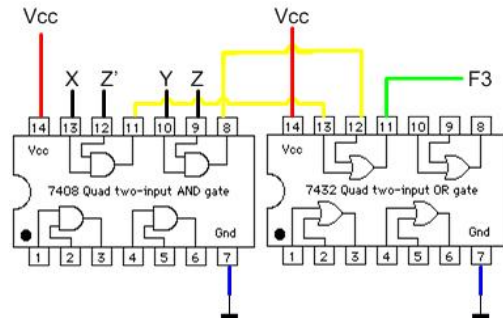 Vcc Vcc
X Z' Y Z F3
14 13 12 11 10 9 8 14 13 12 11 10 9 8
Vcc Vcc
7408 Quad two-input AND gate 7432 Quad two-input OR gate
Gnd Gnd
1 2 3 4 5 6 7 1 2 3 4 5 6 7